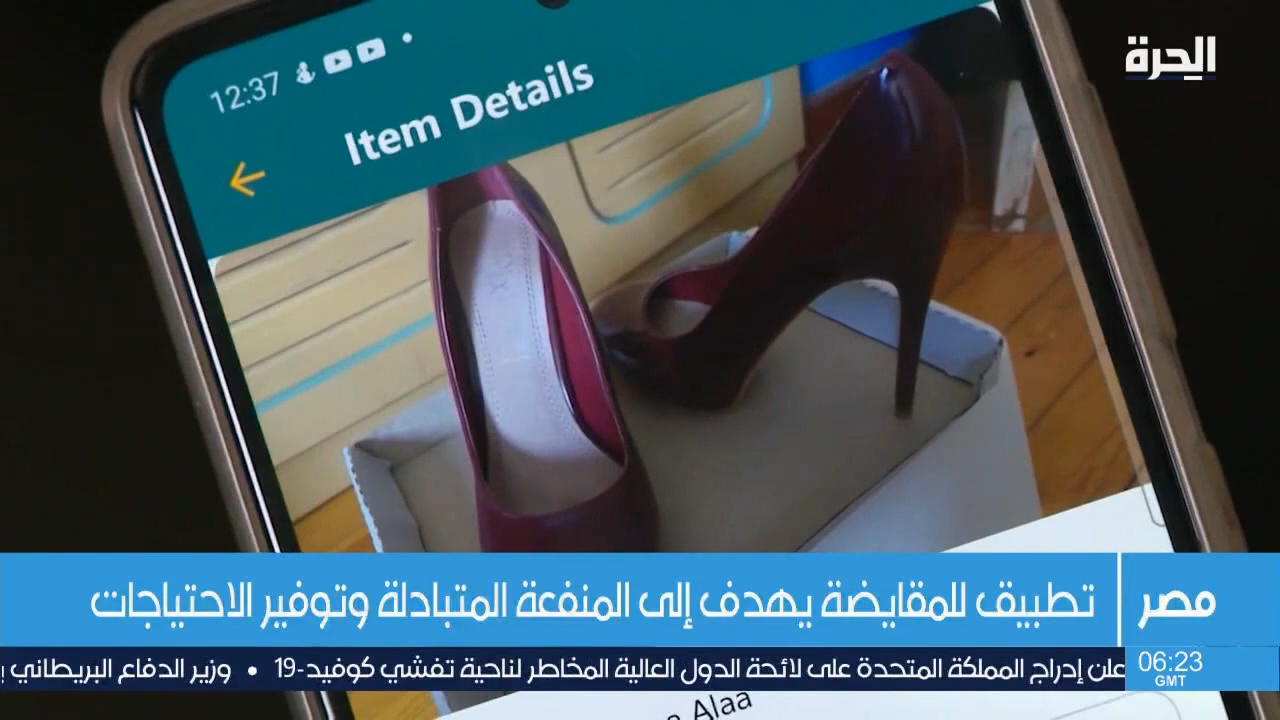 الحرة
12:37
Item Details
مصر
تطبيق للمقايضة يهدف إلى المنفعة المتبادلة وتوفير الاحتياجات
06:23
GMT
إدراج المملكة المتحدة على لائحة الدول العالية المخاطر لناحية تفشي كوفيد-19 • وزير الدفاع البريطاني
Alaa